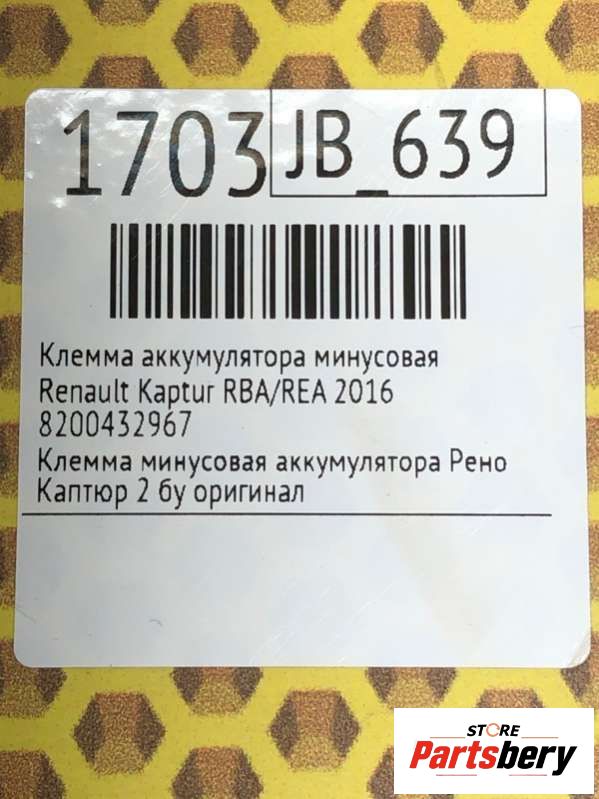 1703 JB_639
Клемма аккумулятора минусовая
Renault Kaptur RBA/REA 2016
8200432967
Клемма минусовая аккумулятора Рено
Каптюр 2 бу оригинал
STORE
Partsbery